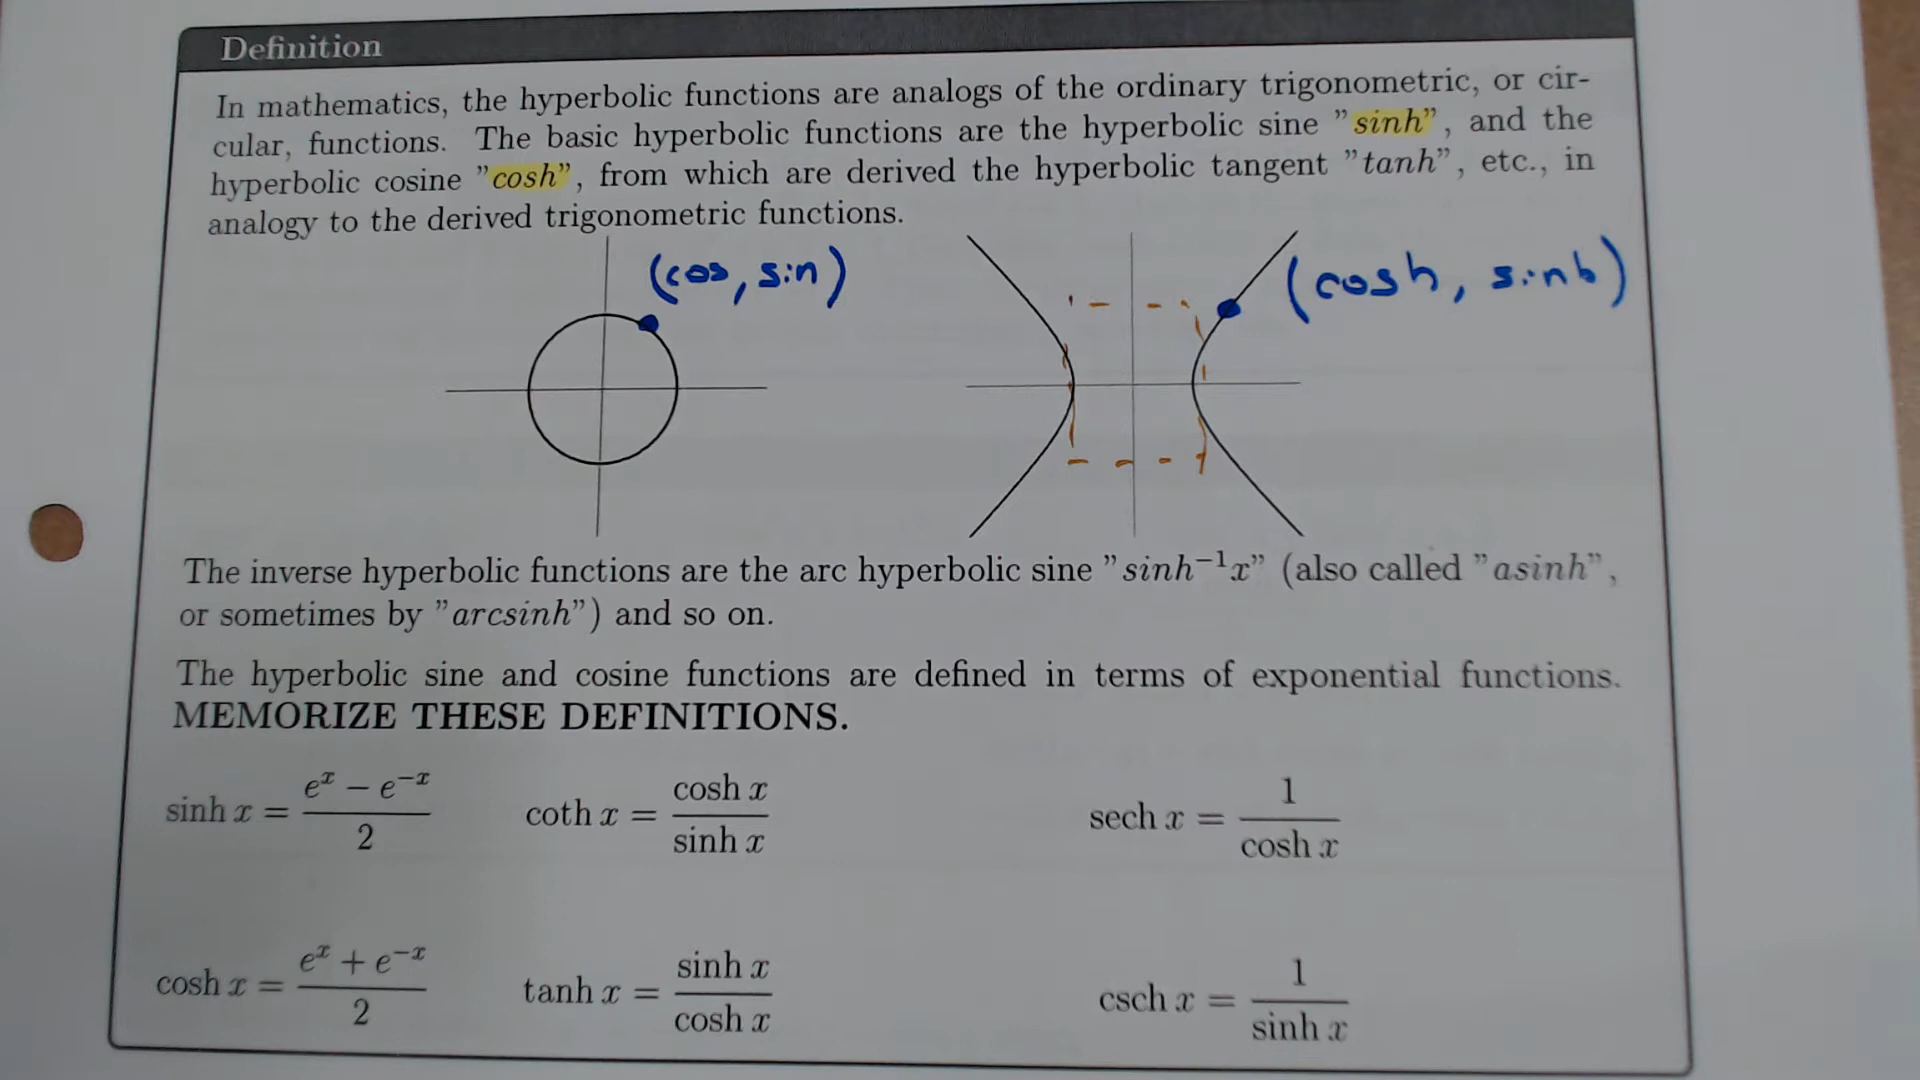 Definition
In mathematics, the hyperbolic functions are analogs of the ordinary trigonometric, or cir-
cular, functions. The basic hyperbolic functions are the hyperbolic sine "sinh", and the
hyperbolic cosine "cosh", from which are derived the hyperbolic tangent "tanh", etc., in
analogy to the derived trigonometric functions.
(cos, sin)
(cosh, sinh)
The inverse hyperbolic functions are the arc hyperbolic sine "sinh⁻¹x" (also called "asinh",
or sometimes by "arcsinh") and so on.
The hyperbolic sine and cosine functions are defined in terms of exponential functions.
MEMORIZE THESE DEFINITIONS.
sinh x = (eˣ − e⁻ˣ)/2
coth x = cosh x / sinh x
sech x = 1 / cosh x
cosh x = (eˣ + e⁻ˣ)/2
tanh x = sinh x / cosh x
csch x = 1 / sinh x